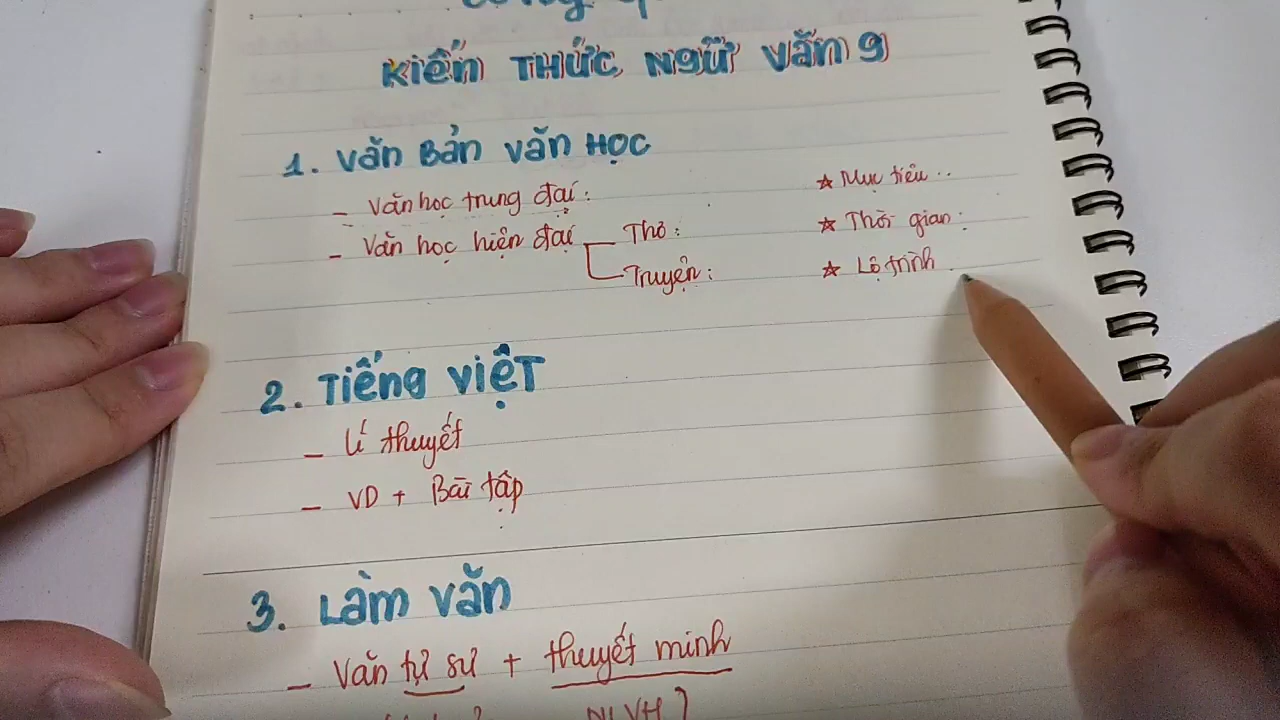 KIẾN THỨC NGỮ VĂN 9
1. VĂN BẢN VĂN HỌC
- Văn học trung đại:
- Văn học hiện đại
Thơ:
Truyện:
☆ Mục tiêu..
☆ Thời gian:
☆ Lộ trình
2. TIẾNG VIỆT
- Lí thuyết
- VD + Bài tập
3. LÀM VĂN
- Văn tự sự + thuyết minh
NLVH